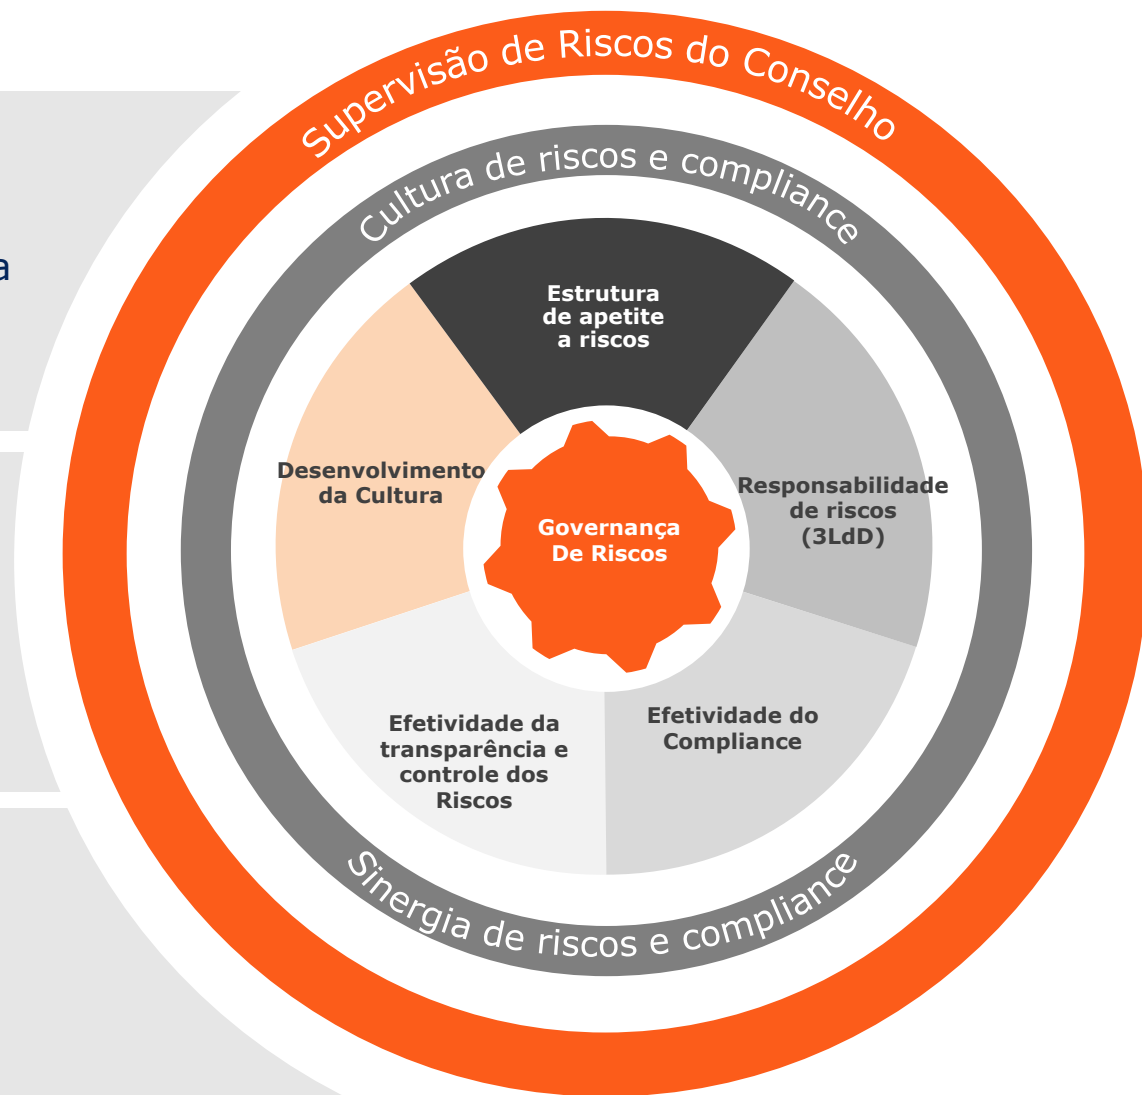 Supervisão de Riscos do Conselho
Cultura de riscos e compliance
a
Estrutura
de apetite
a riscos
Desenvolvimento
da Cultura
Responsabilidade
de riscos
(3LdD)
Governança
De Riscos
Efetividade da
transparência e
controle dos
Riscos
Efetividade do
Compliance
Sinergia de riscos e compliance